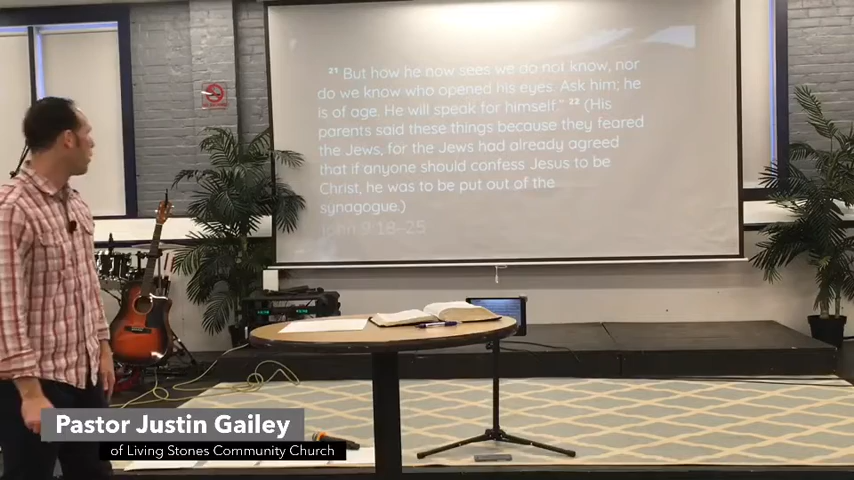 ²¹ But how he now sees we do not know, nor
do we know who opened his eyes. Ask him; he
is of age. He will speak for himself.” ²² (His
parents said these things because they feared
the Jews, for the Jews had already agreed
that if anyone should confess Jesus to be
Christ, he was to be put out of the
synagogue.)
John 9:18–25
Pastor Justin Gailey
of Living Stones Community Church